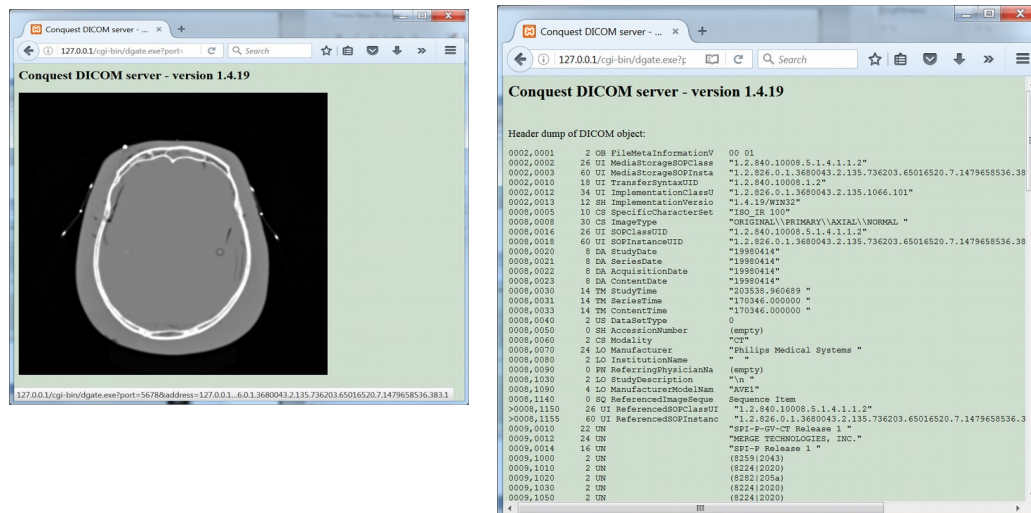 Conquest DICOM server - ... × +
127.0.0.1/cgi-bin/dgate.exe?port= Search
Conquest DICOM server - version 1.4.19
127.0.0.1/cgi-bin/dgate.exe?port=5678&address=127.0.0.1...6.0.1.3680043.2.135.736203.65016520.7.1479658536.383.1
Conquest DICOM server - ... × +
127.0.0.1/cgi-bin/dgate.exe?p Search
Conquest DICOM server - version 1.4.19
Header dump of DICOM object:
0002,0001 2 OB FileMetaInformationV 00 01
0002,0002 26 UI MediaStorageSOPClass "1.2.840.10008.5.1.4.1.1.2"
0002,0003 60 UI MediaStorageSOPInsta "1.2.826.0.1.3680043.2.135.736203.65016520.7.1479658536.38
0002,0010 18 UI TransferSyntaxUID "1.2.840.10008.1.2"
0002,0012 34 UI ImplementationClassU "1.2.826.0.1.3680043.2.135.1066.101"
0002,0013 12 SH ImplementationVersio "1.4.19/WIN32"
0008,0005 10 CS SpecificCharacterSet "ISO_IR 100"
0008,0008 30 CS ImageType "ORIGINAL\\PRIMARY\\AXIAL\\NORMAL "
0008,0016 26 UI SOPClassUID "1.2.840.10008.5.1.4.1.1.2"
0008,0018 60 UI SOPInstanceUID "1.2.826.0.1.3680043.2.135.736203.65016520.7.1479658536.38
0008,0020 8 DA StudyDate "19980414"
0008,0021 8 DA SeriesDate "19980414"
0008,0022 8 DA AcquisitionDate "19980414"
0008,0023 8 DA ContentDate "19980414"
0008,0030 14 TM StudyTime "203538.960689 "
0008,0031 14 TM SeriesTime "170346.000000 "
0008,0033 14 TM ContentTime "170346.000000 "
0008,0040 2 US DataSetType 0
0008,0050 0 SH AccessionNumber (empty)
0008,0060 2 CS Modality "CT"
0008,0070 24 LO Manufacturer "Philips Medical Systems "
0008,0080 2 LO InstitutionName "  "
0008,0090 0 PN ReferringPhysicianNa (empty)
0008,1030 2 LO StudyDescription "\n "
0008,1090 4 LO ManufacturerModelNam "AVE1"
0008,1140 0 SQ ReferencedImageSeque Sequence Item
>0008,1150 26 UI ReferencedSOPClassUI "1.2.840.10008.5.1.4.1.1.2"
>0008,1155 60 UI ReferencedSOPInstanc "1.2.826.0.1.3680043.2.135.736203.65016520.7.1479658536.3
0009,0010 22 UN "SPI-P-GV-CT Release 1 "
0009,0012 24 UN "MERGE TECHNOLOGIES, INC."
0009,0014 16 UN "SPI-P Release 1 "
0009,1000 2 UN (8259|2043)
0009,1010 2 UN (8224|2020)
0009,1020 2 UN (8282|205a)
0009,1030 2 UN (8224|2020)
0009,1050 2 UN (8224|2020)